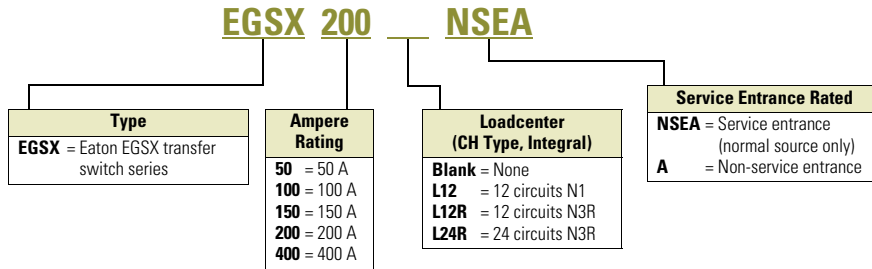 EGSX 200 __ NSEA
Type
EGSX = Eaton EGSX transfer
switch series
Ampere
Rating
50 = 50 A
100 = 100 A
150 = 150 A
200 = 200 A
400 = 400 A
Loadcenter
(CH Type, Integral)
Blank = None
L12 = 12 circuits N1
L12R = 12 circuits N3R
L24R = 24 circuits N3R
Service Entrance Rated
NSEA = Service entrance
(normal source only)
A = Non-service entrance